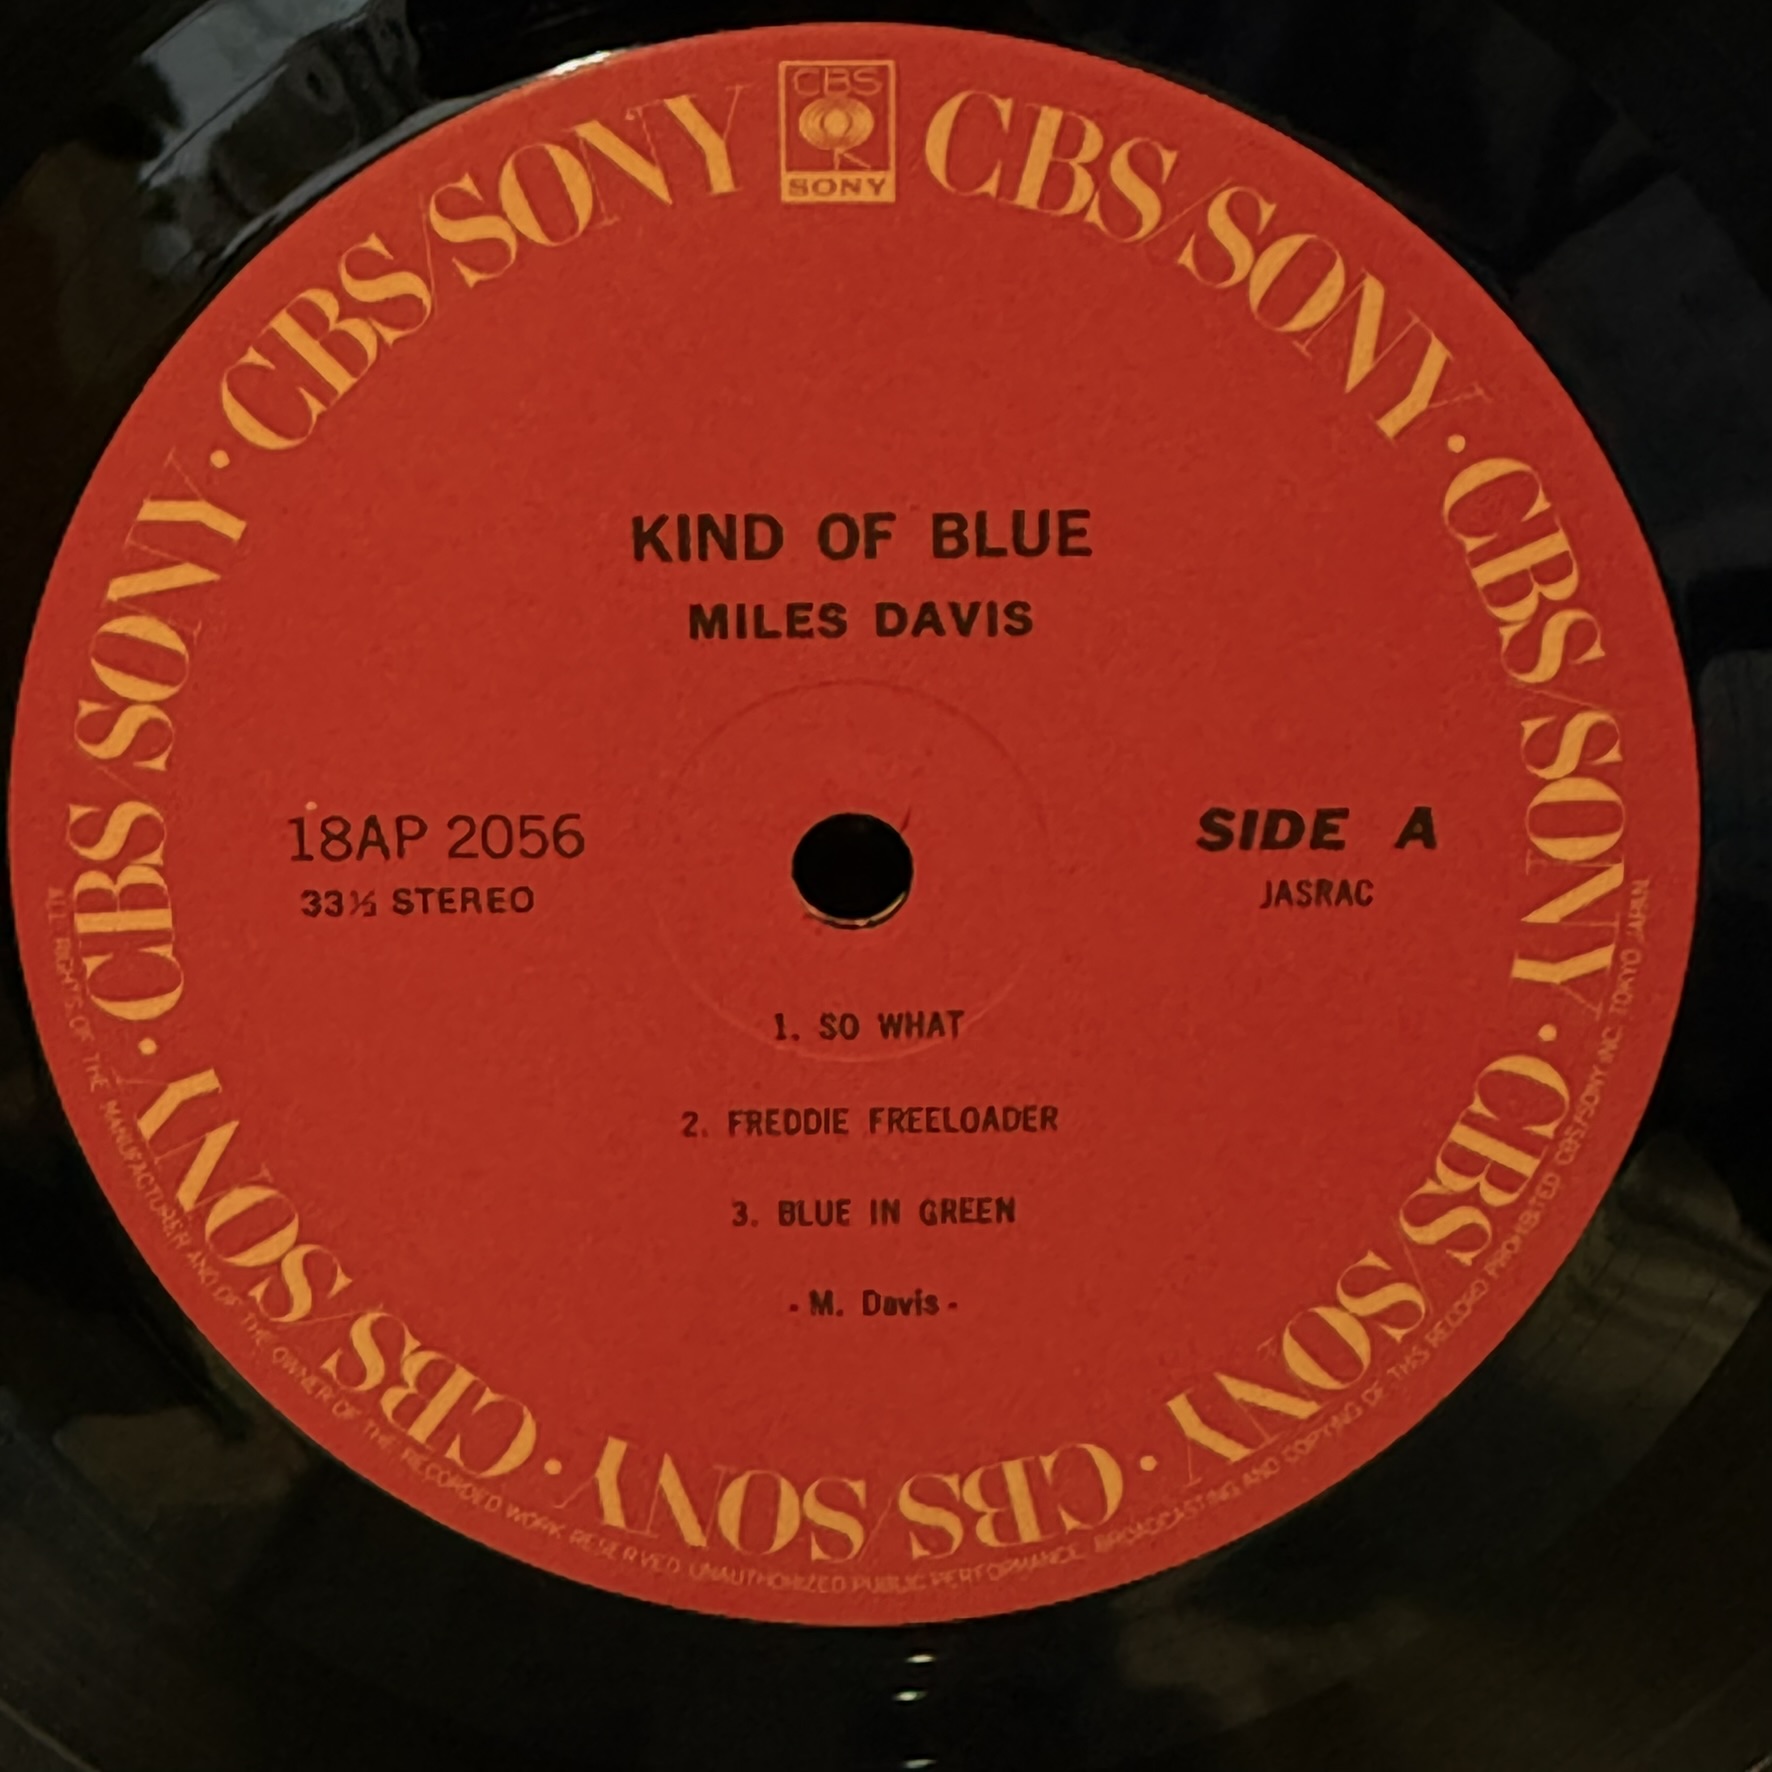 CBS
SONY
CBS/SONY · CBS/SONY · CBS/SONY · CBS/SONY · CBS/SONY · CBS/SONY · CBS/SONY
KIND OF BLUE
MILES DAVIS
18AP 2056
33⅓ STEREO
SIDE A
JASRAC
1. SO WHAT
2. FREDDIE FREELOADER
3. BLUE IN GREEN
- M. Davis -
ALL RIGHTS OF THE MANUFACTURER AND OF THE OWNER OF THE RECORDED WORK RESERVED UNAUTHORIZED PUBLIC PERFORMANCE BROADCASTING AND COPYING OF THIS RECORD PROHIBITED CBS/SONY INC. TOKYO JAPAN